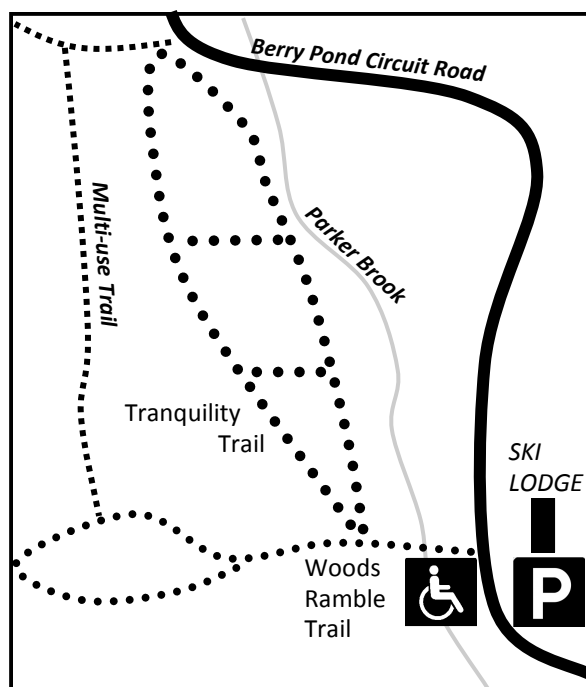 Berry Pond Circuit Road
Multi-use Trail
Parker Brook
Tranquility
Trail
SKI
LODGE
Woods
Ramble
Trail
P